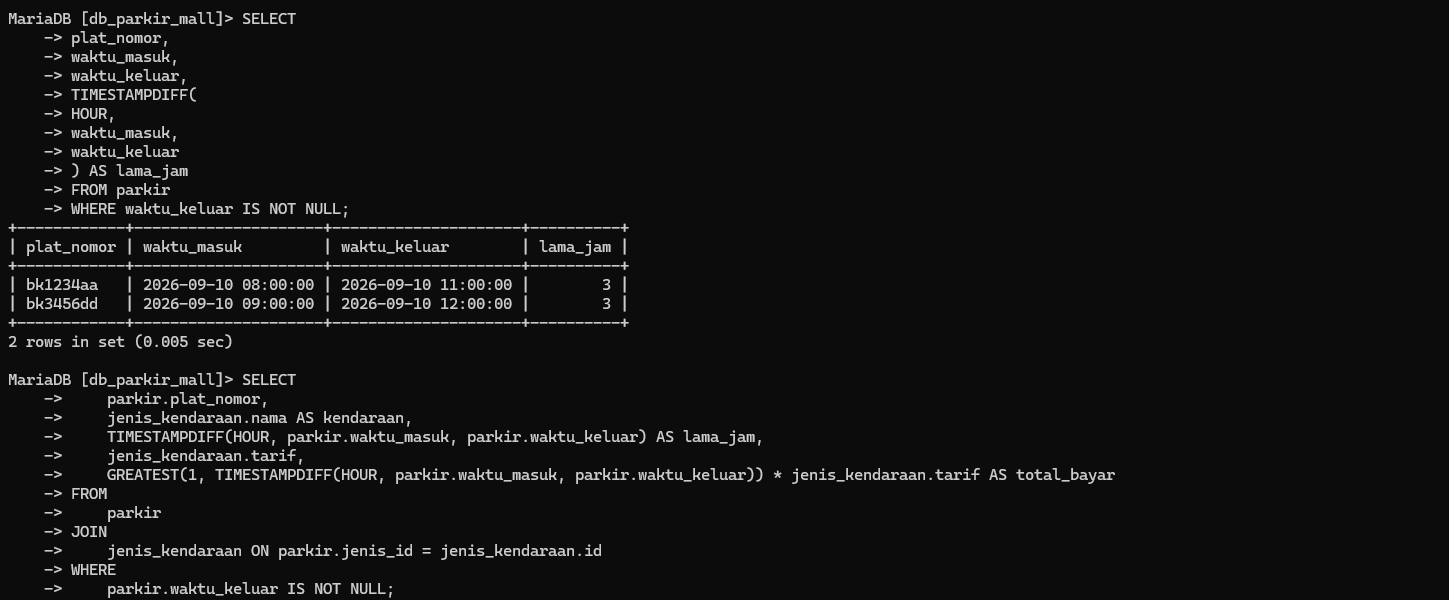 MariaDB [db_parkir_mall]> SELECT
    -> plat_nomor,
    -> waktu_masuk,
    -> waktu_keluar,
    -> TIMESTAMPDIFF(
    -> HOUR,
    -> waktu_masuk,
    -> waktu_keluar
    -> ) AS lama_jam
    -> FROM parkir
    -> WHERE waktu_keluar IS NOT NULL;
+------------+---------------------+---------------------+----------+
| plat_nomor | waktu_masuk         | waktu_keluar        | lama_jam |
+------------+---------------------+---------------------+----------+
| bk1234aa   | 2026-09-10 08:00:00 | 2026-09-10 11:00:00 |        3 |
| bk3456dd   | 2026-09-10 09:00:00 | 2026-09-10 12:00:00 |        3 |
+------------+---------------------+---------------------+----------+
2 rows in set (0.005 sec)

MariaDB [db_parkir_mall]> SELECT
    ->     parkir.plat_nomor,
    ->     jenis_kendaraan.nama AS kendaraan,
    ->     TIMESTAMPDIFF(HOUR, parkir.waktu_masuk, parkir.waktu_keluar) AS lama_jam,
    ->     jenis_kendaraan.tarif,
    ->     GREATEST(1, TIMESTAMPDIFF(HOUR, parkir.waktu_masuk, parkir.waktu_keluar)) * jenis_kendaraan.tarif AS total_bayar
    -> FROM
    ->     parkir
    -> JOIN
    ->     jenis_kendaraan ON parkir.jenis_id = jenis_kendaraan.id
    -> WHERE
    ->     parkir.waktu_keluar IS NOT NULL;